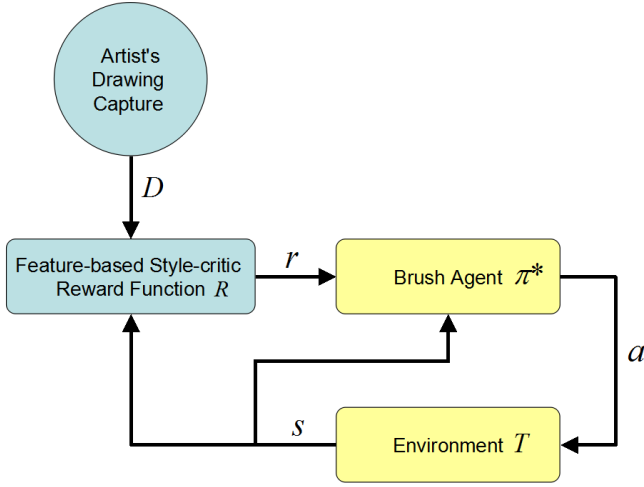 Artist's
Drawing
Capture
D
Feature-based Style-critic
Reward Function R
r
Brush Agent π*
a
s
Environment T